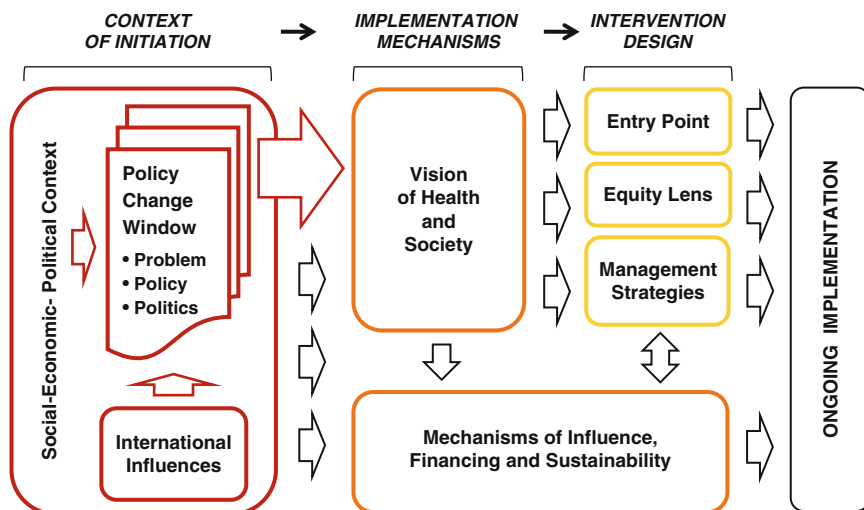 CONTEXT
OF INITIATION
IMPLEMENTATION
MECHANISMS
INTERVENTION
DESIGN
Social-Economic- Political Context
Policy
Change
Window
• Problem
• Policy
• Politics
International
Influences
Vision
of Health
and
Society
Mechanisms of Influence,
Financing and Sustainability
Entry Point
Equity Lens
Management
Strategies
ONGOING IMPLEMENTATION